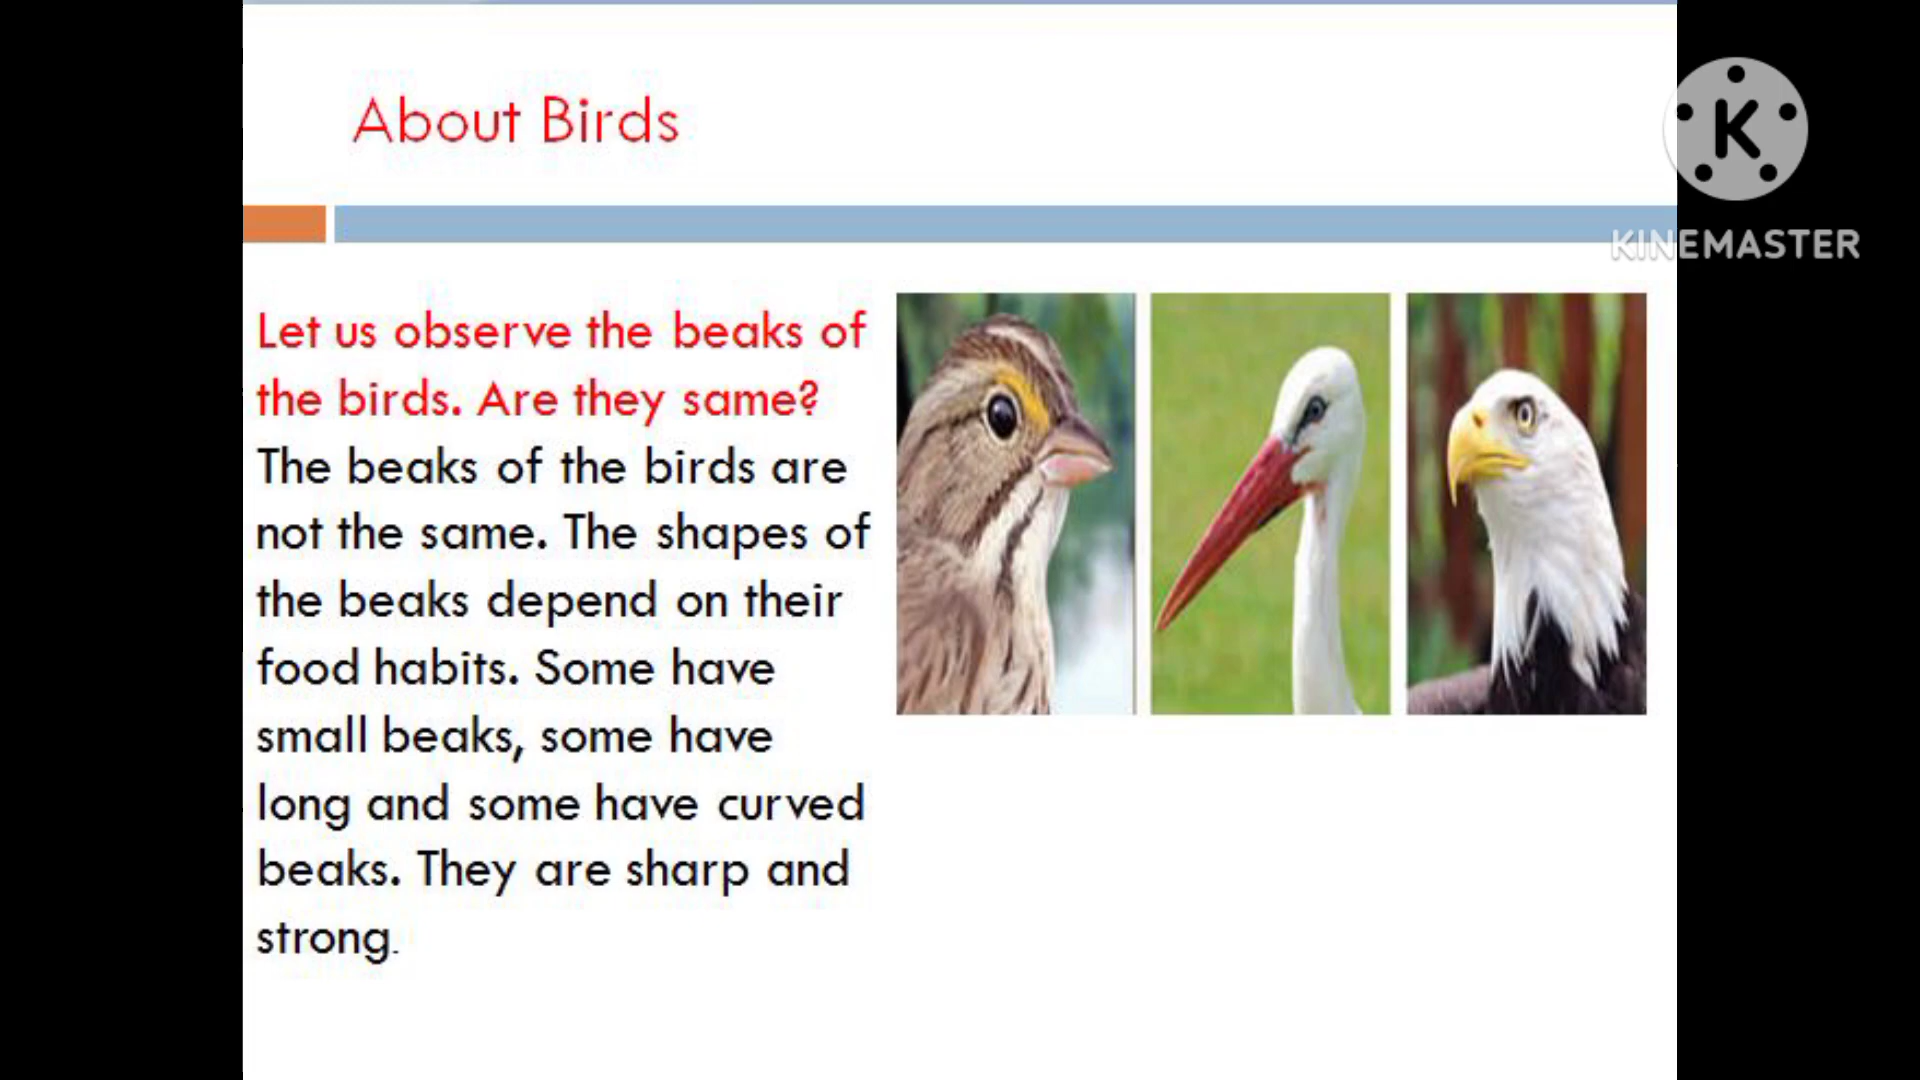 About Birds
K
KINEMASTER
Let us observe the beaks of
the birds. Are they same?
The beaks of the birds are
not the same. The shapes of
the beaks depend on their
food habits. Some have
small beaks, some have
long and some have curved
beaks. They are sharp and
strong.